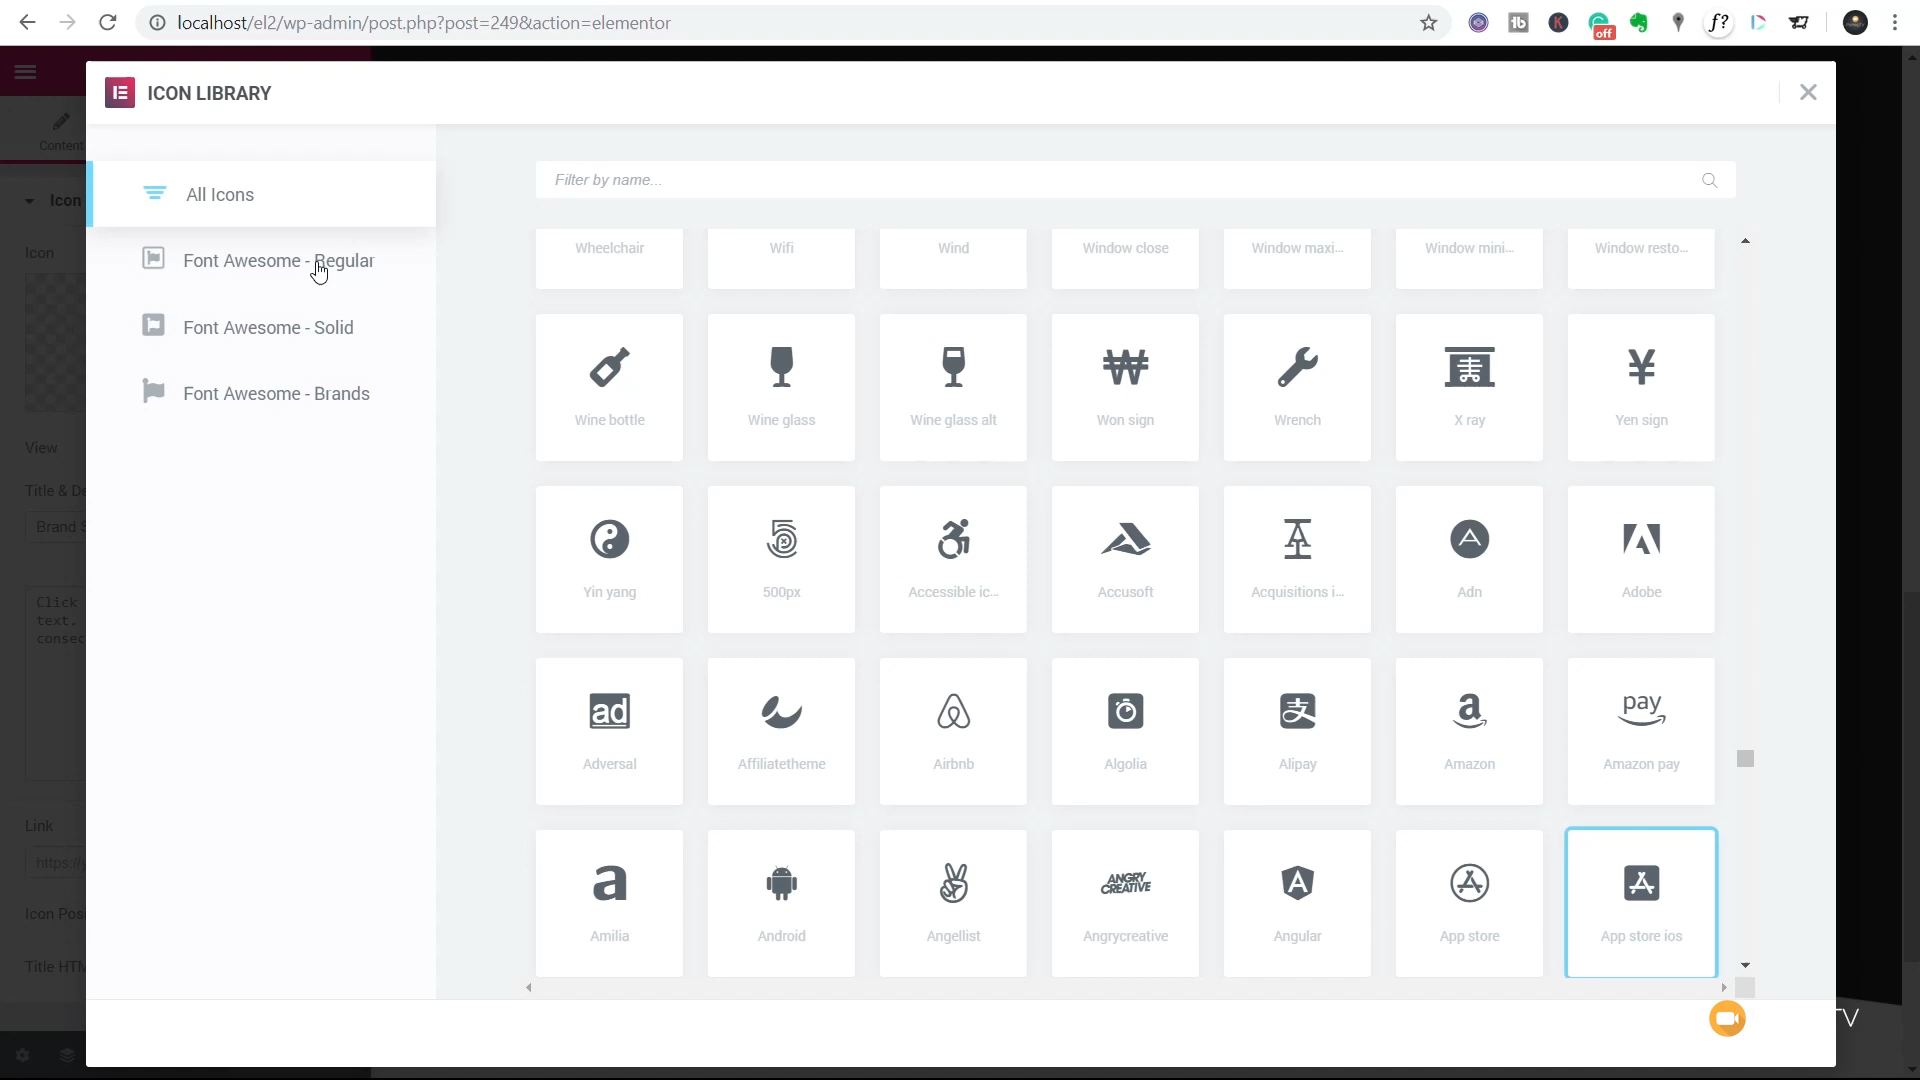 localhost/el2/wp-admin/post.php?post=249&action=elementor
off
f?
ICON LIBRARY
Content
All Icons
Filter by name...
Icon
Wheelchair
Wifi
Wind
Window close
Window maxi...
Window mini...
Window resto...
Icon
Font Awesome - Regular
Font Awesome - Solid
Font Awesome - Brands
Wine bottle
Wine glass
Wine glass alt
Won sign
Wrench
X ray
Yen sign
View
Title & De
Brand S
Yin yang
500px
Accessible ic...
Accusoft
Acquisitions i...
Adn
Adobe
Click
text.
consec
ad
a
pay
Adversal
Affiliatetheme
Airbnb
Algolia
Alipay
Amazon
Amazon pay
Link
https://y
a
ANGRY
CREATIVE
Icon Posi
Amilia
Android
Angellist
Angrycreative
Angular
App store
App store ios
Title HTM
TV